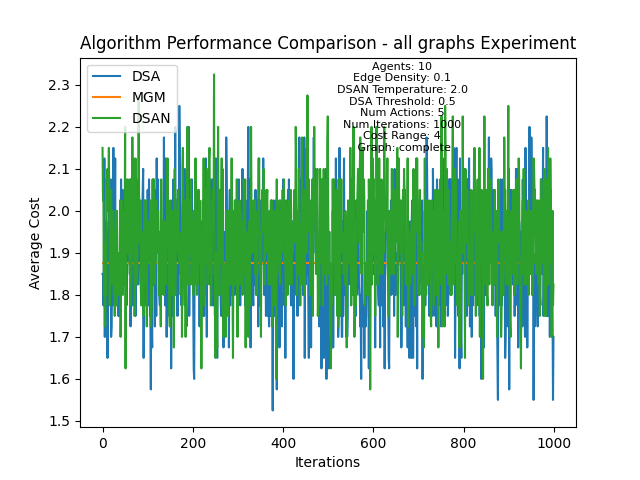 Algorithm Performance Comparison - all graphs Experiment
DSA
MGM
DSAN
Agents: 10
Edge Density: 0.1
DSAN Temperature: 2.0
DSA Threshold: 0.5
Num Actions: 5
Num Iterations: 1000
Cost Range: 4
Graph: complete
Average Cost
2.3
2.2
2.1
2.0
1.9
1.8
1.7
1.6
1.5
0
200
400
600
800
1000
Iterations